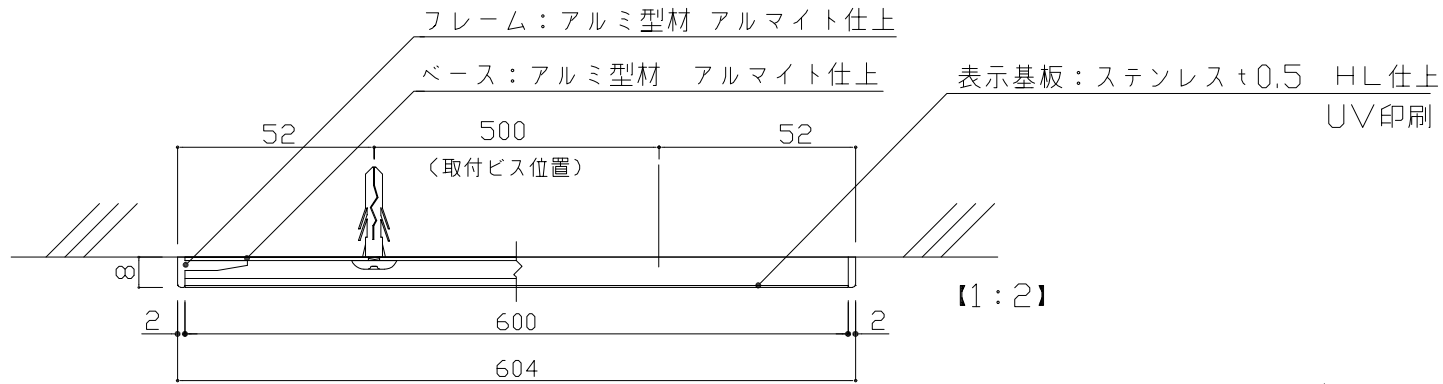 フレーム：アルミ型材 アルマイト仕上
ベース：アルミ型材　アルマイト仕上
表示基板：ステンレスｔ0.5　HL仕上
UV印刷
52 500 52
（取付ビス位置）
8
【1：2】
2 600 2
604